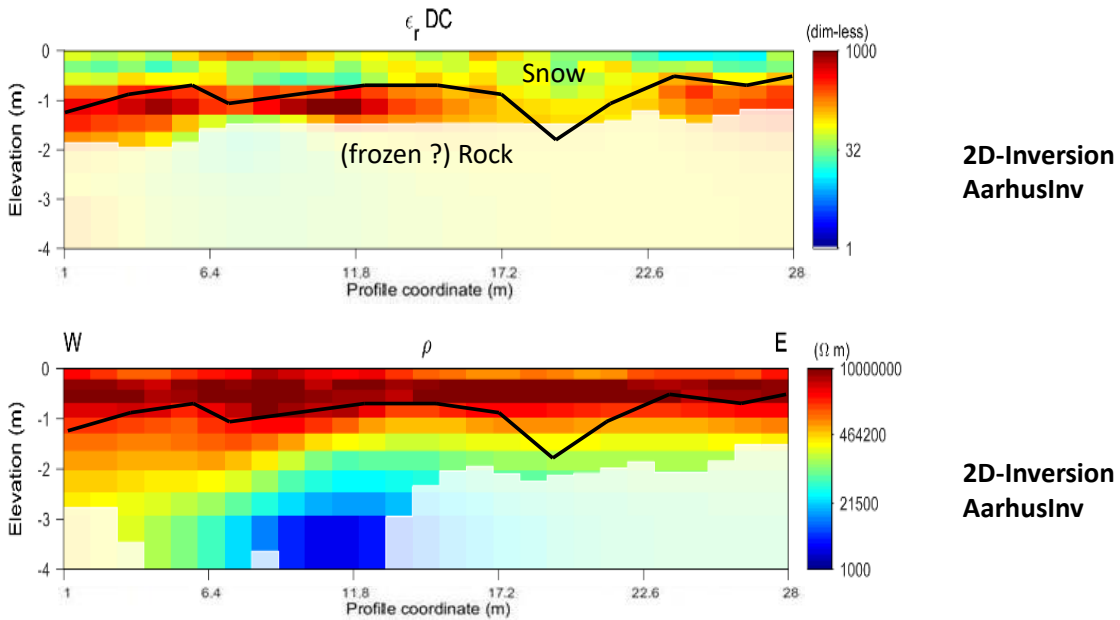 ϵr DC
(dim-less)
0
-1
-2
-3
-4
Elevation (m)
Snow
(frozen ?) Rock
1000
32
1
1 6.4 11.8 17.2 22.6 28
Profile coordinate (m)
2D-Inversion
AarhusInv
W ρ E
(Ω m)
0
-1
-2
-3
-4
Elevation (m)
10000000
464200
21500
1000
1 6.4 11.8 17.2 22.6 28
Profile coordinate (m)
2D-Inversion
AarhusInv